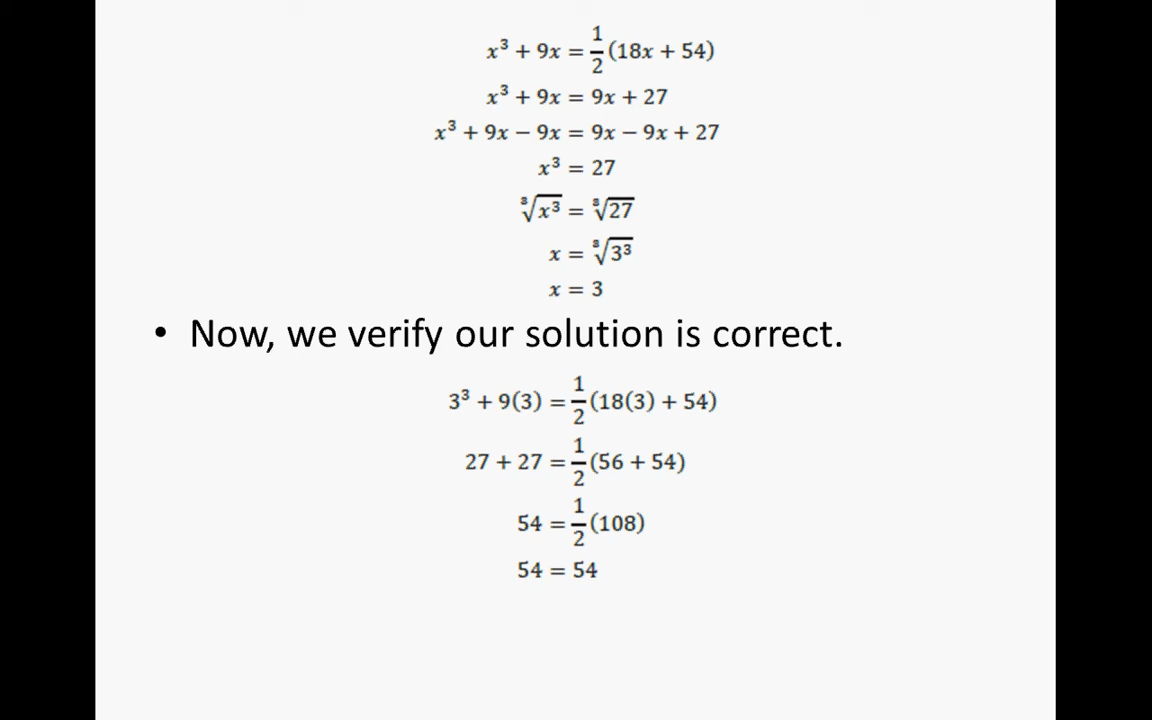 x³ + 9x = 1/2(18x + 54)
x³ + 9x = 9x + 27
x³ + 9x − 9x = 9x − 9x + 27
x³ = 27
∛x³ = ∛27
x = ∛3³
x = 3
• Now, we verify our solution is correct.
3³ + 9(3) = 1/2(18(3) + 54)
27 + 27 = 1/2(56 + 54)
54 = 1/2(108)
54 = 54